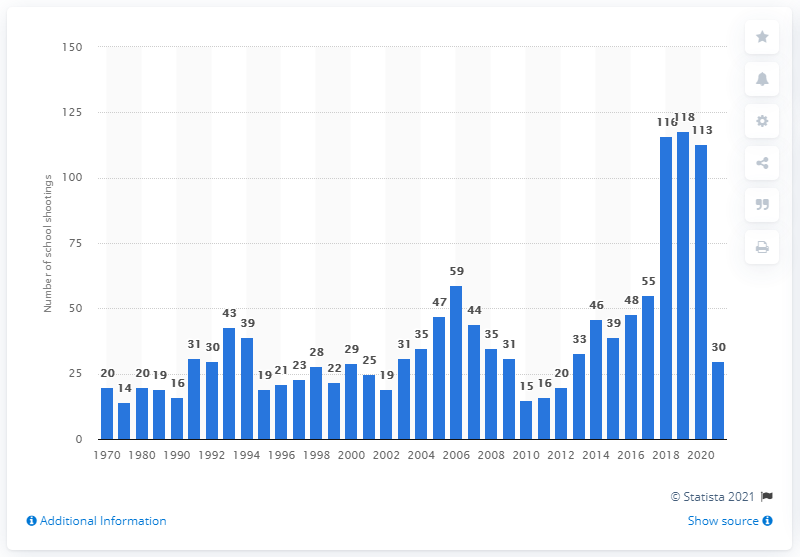 150
125
100
75
50
25
0
Number of school shootings
20 14 20 19 16 31 30 43 39 19 21 23 28 22 29 25 19 31 35 47 59 44 35 31 15 16 20 33 46 39 48 55 116 118 113 30
1970 1980 1990 1992 1994 1996 1998 2000 2002 2004 2006 2008 2010 2012 2014 2016 2018 2020
© Statista 2021
Additional Information
Show source